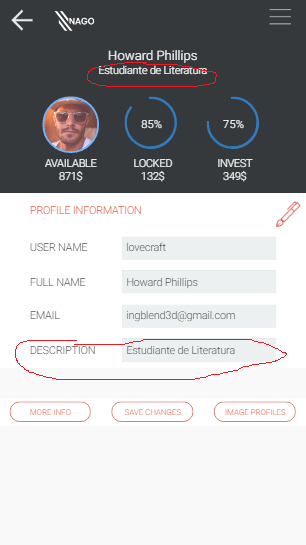 NAGO
Howard Phillips
Estudiante de Literatura
85%
75%
AVAILABLE
LOCKED
INVEST
871$
132$
349$
PROFILE INFORMATION
USER NAME
lovecraft
FULL NAME
Howard Phillips
EMAIL
ingblend3d@gmail.com
DESCRIPTION
Estudiante de Literatura
MORE INFO
SAVE CHANGES
IMAGE PROFILES